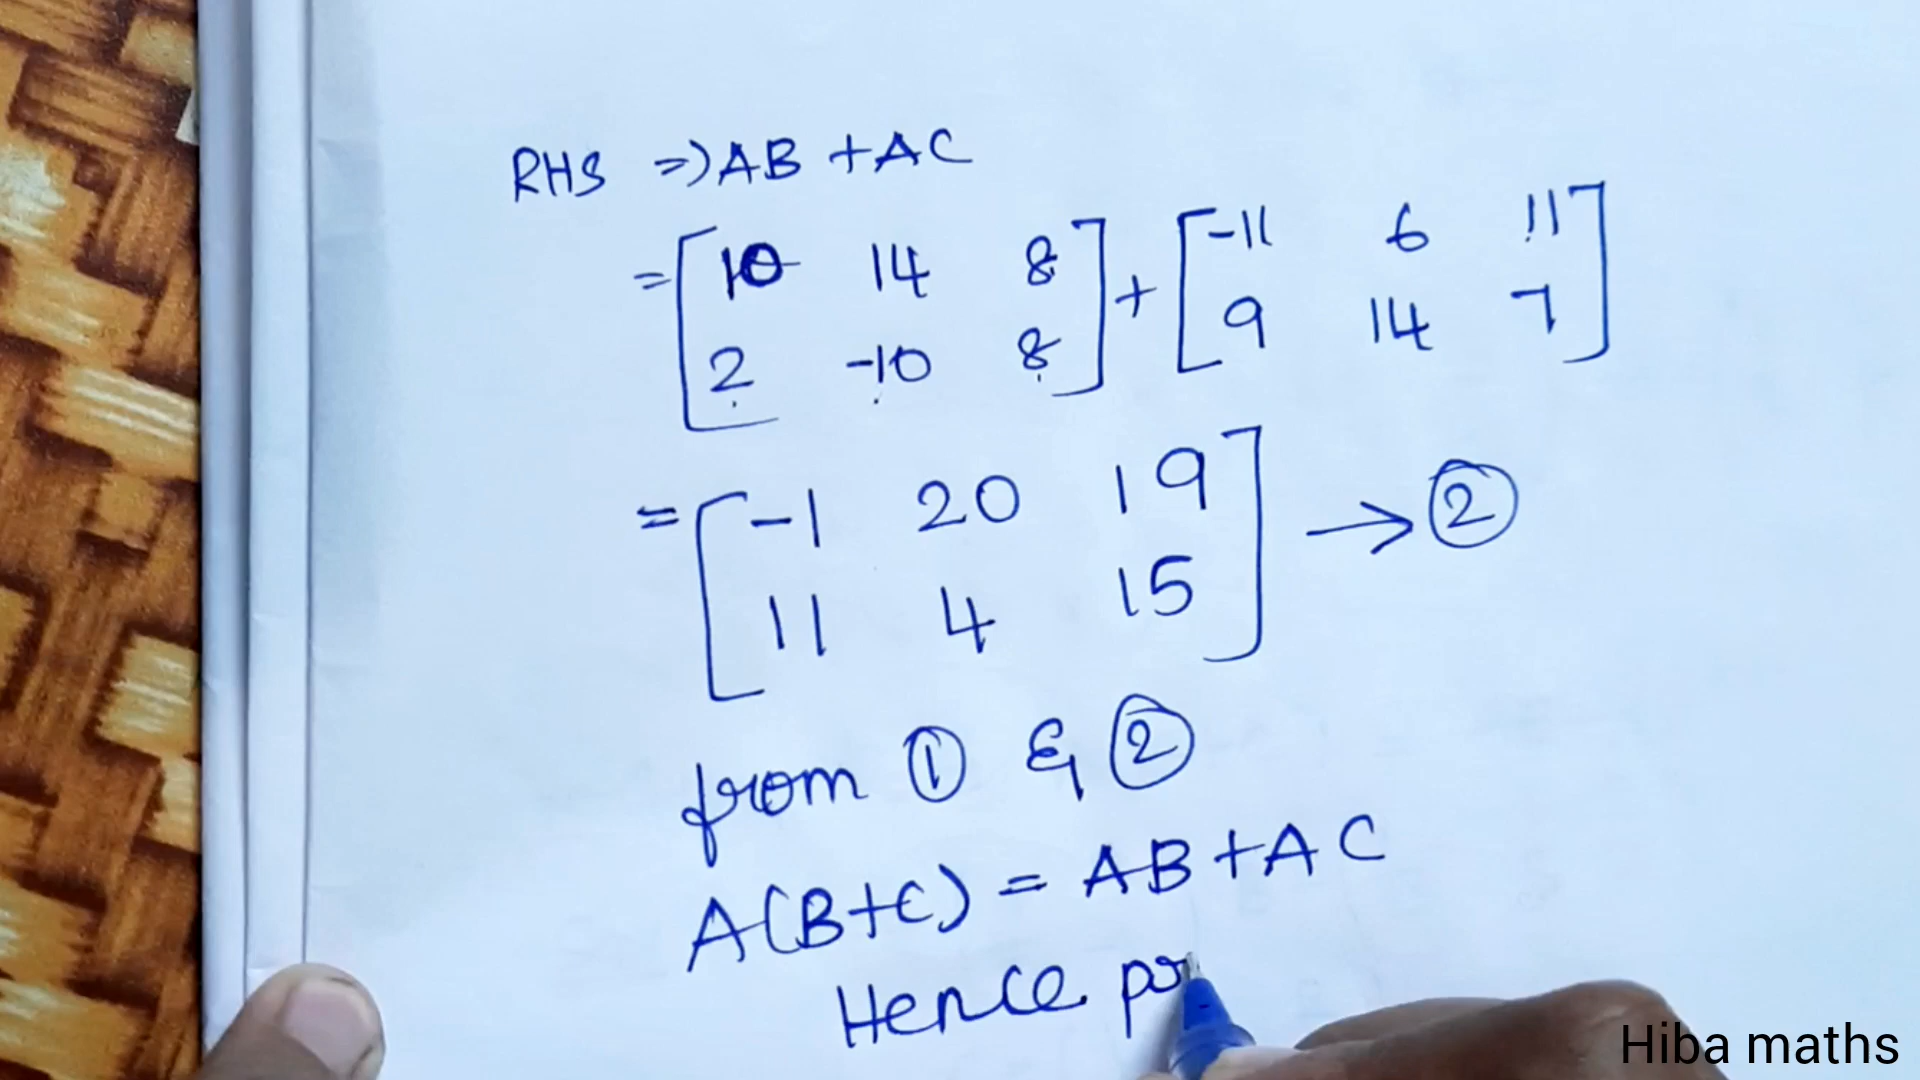 RHS => AB + AC
= [10 14 8
2 -10 8] + [-11 6 11
9 14 7]
= [-1 20 19
11 4 15] → ②
from ① & ②
A(B+C) = AB + AC
Hence
Hiba maths